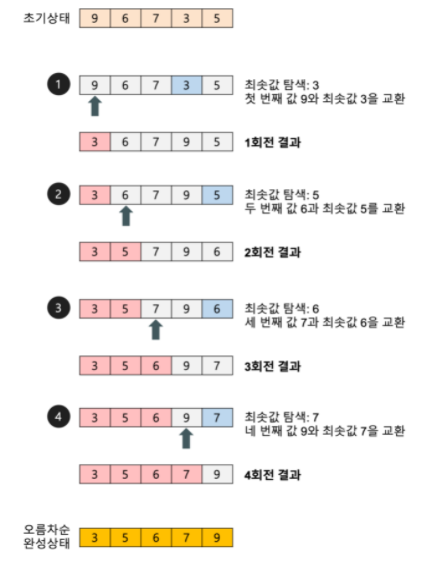 초기상태 9 6 7 3 5
1 9 6 7 3 5 최솟값 탐색: 3
첫 번째 값 9와 최솟값 3을 교환
3 6 7 9 5 1회전 결과
2 3 6 7 9 5 최솟값 탐색: 5
두 번째 값 6과 최솟값 5를 교환
3 5 7 9 6 2회전 결과
3 3 5 7 9 6 최솟값 탐색: 6
세 번째 값 7과 최솟값 6을 교환
3 5 6 9 7 3회전 결과
4 3 5 6 9 7 최솟값 탐색: 7
네 번째 값 9와 최솟값 7을 교환
3 5 6 7 9 4회전 결과
오름차순
완성상태 3 5 6 7 9